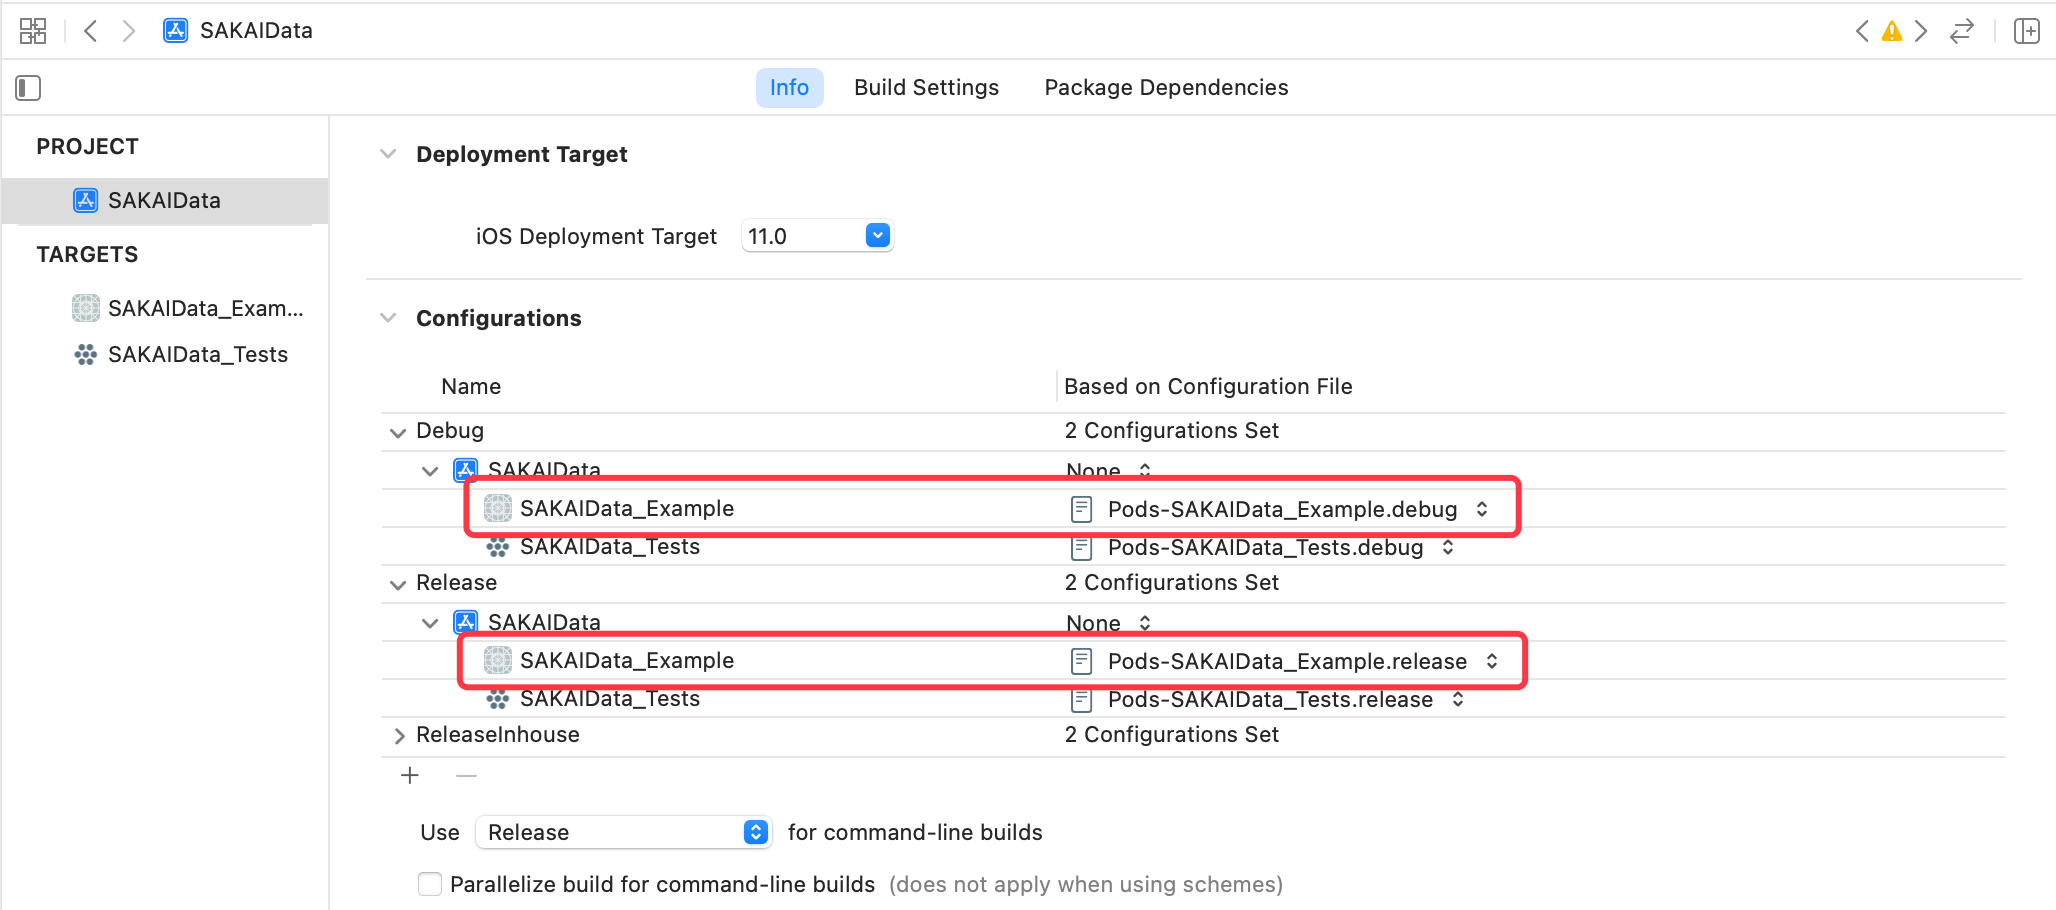 SAKAIData
Info Build Settings Package Dependencies
PROJECT
SAKAIData
TARGETS
SAKAIData_Exam...
SAKAIData_Tests
Deployment Target
iOS Deployment Target 11.0
Configurations
Name Based on Configuration File
Debug 2 Configurations Set
SAKAIData None
SAKAIData_Example Pods-SAKAIData_Example.debug
SAKAIData_Tests Pods-SAKAIData_Tests.debug
Release 2 Configurations Set
SAKAIData None
SAKAIData_Example Pods-SAKAIData_Example.release
SAKAIData_Tests Pods-SAKAIData_Tests.release
ReleaseInhouse 2 Configurations Set
Use Release for command-line builds
Parallelize build for command-line builds (does not apply when using schemes)